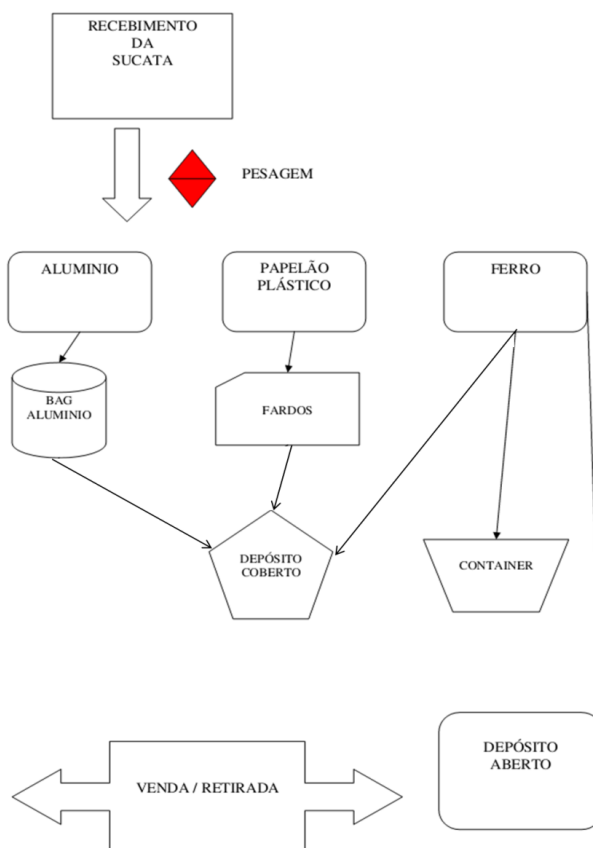 RECEBIMENTO
DA
SUCATA
PESAGEM
ALUMINIO
PAPELÃO
PLÁSTICO
FERRO
BAG
ALUMINIO
FARDOS
DEPÓSITO
COBERTO
CONTAINER
VENDA / RETIRADA
DEPÓSITO
ABERTO